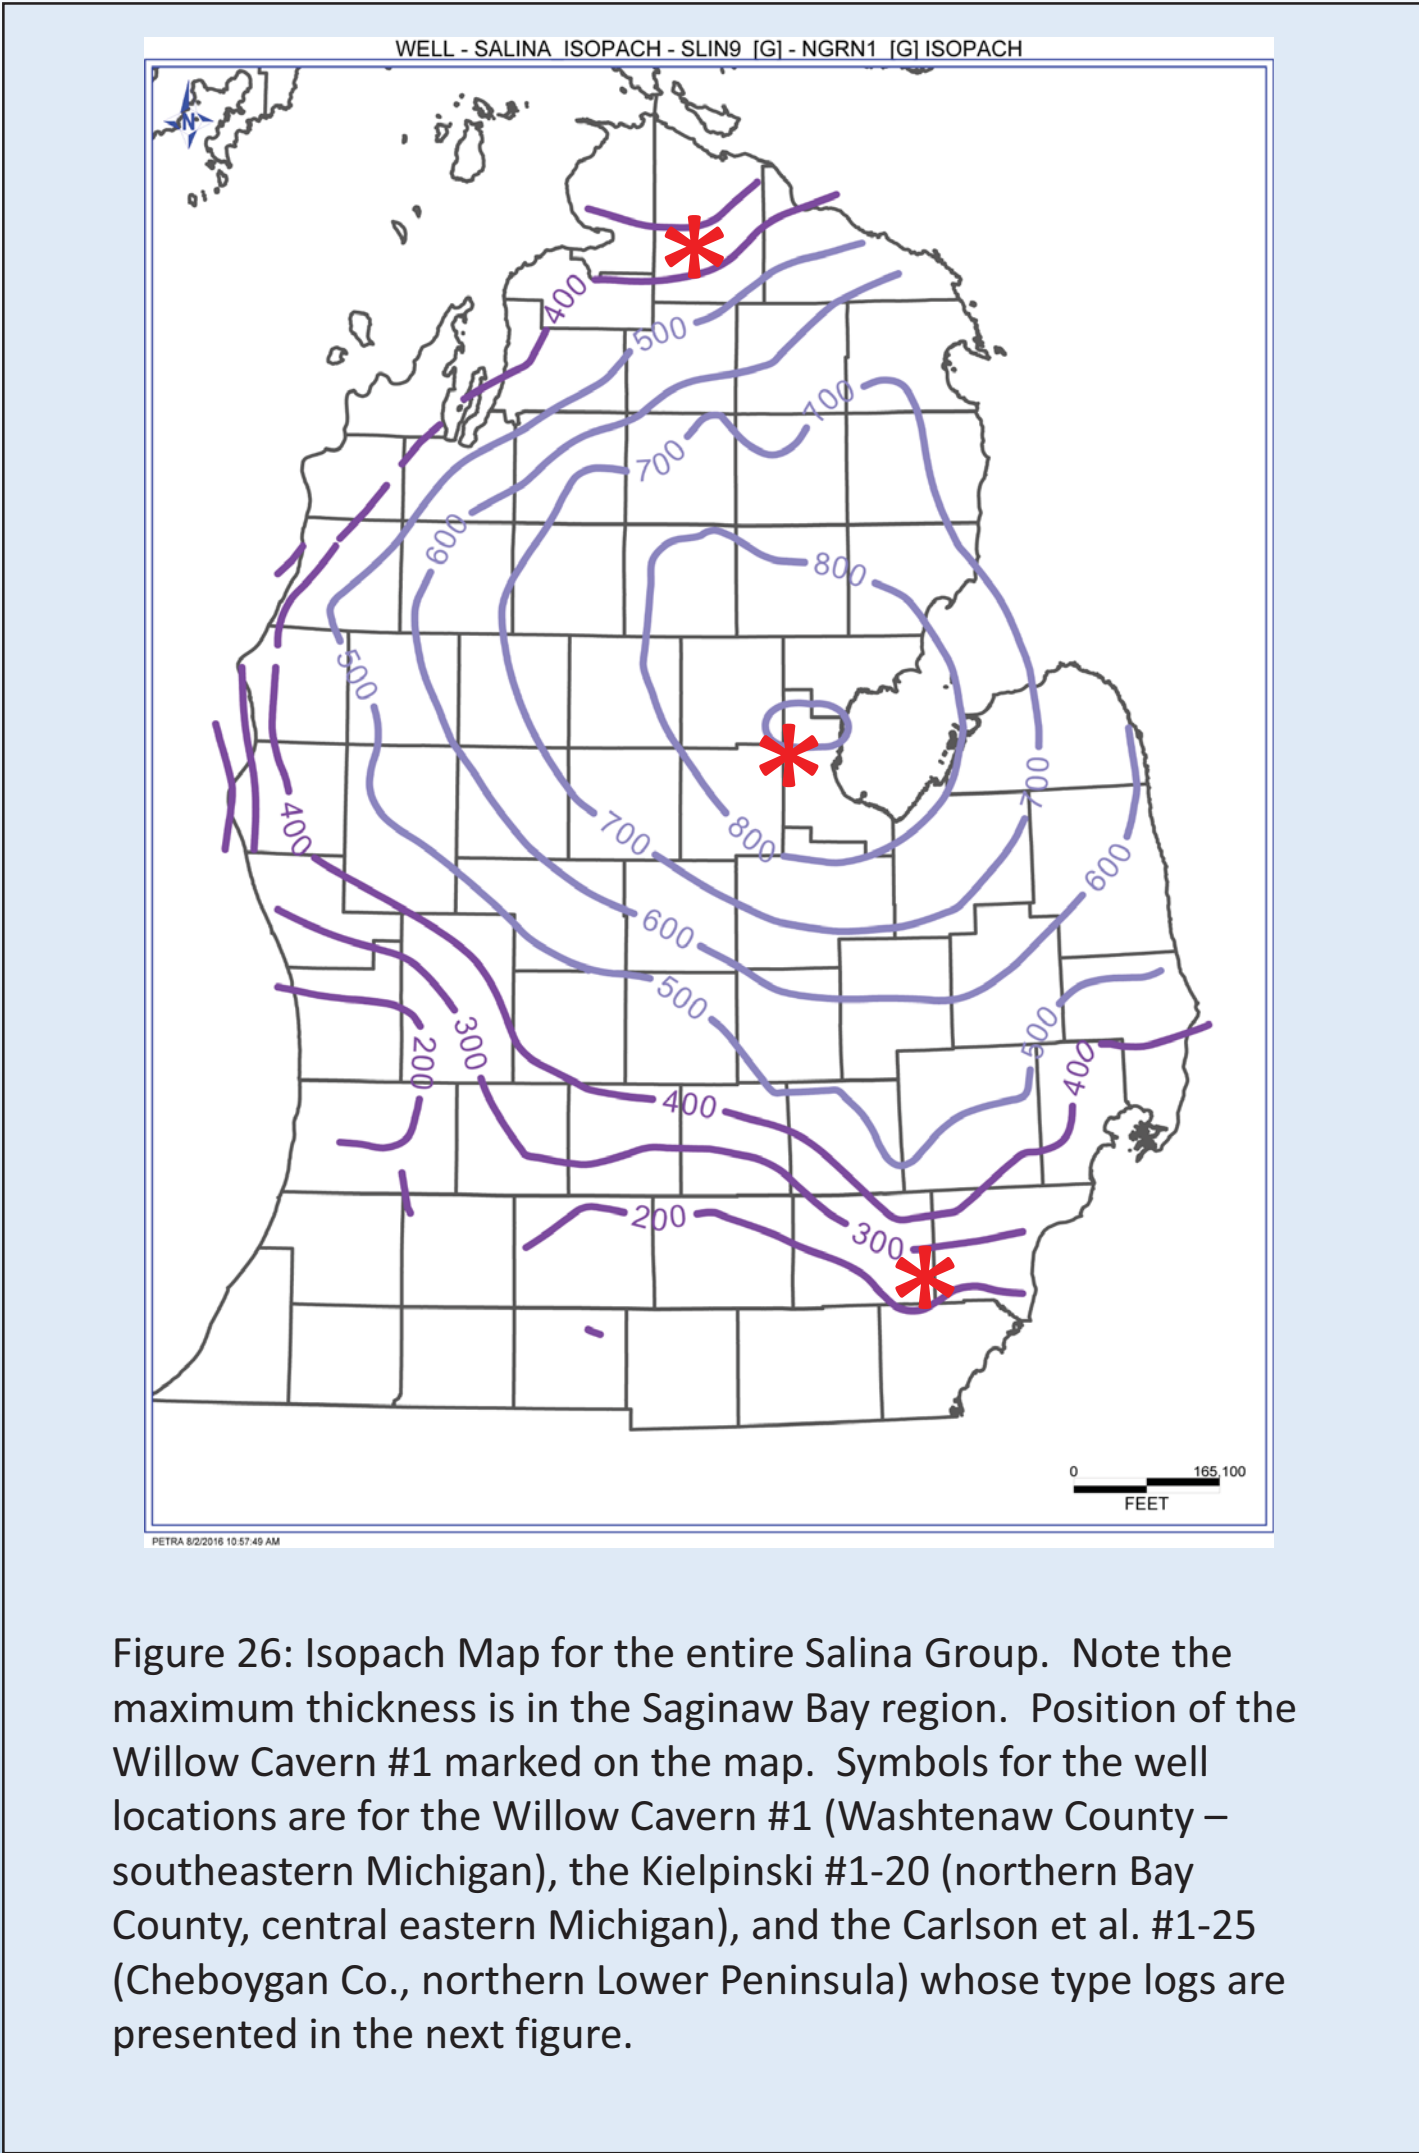 WELL - SALINA ISOPACH - SLIN9 [G] - NGRN1 [G] ISOPACH
N
400
500
700
700
600
800
500
700
400
700
800
600
600
500
500
300
200
400
400
200
300
0 165,100
FEET
PETRA 8/2/2016 10:57:49 AM
Figure 26: Isopach Map for the entire Salina Group. Note the
maximum thickness is in the Saginaw Bay region. Position of the
Willow Cavern #1 marked on the map. Symbols for the well
locations are for the Willow Cavern #1 (Washtenaw County –
southeastern Michigan), the Kielpinski #1-20 (northern Bay
County, central eastern Michigan), and the Carlson et al. #1-25
(Cheboygan Co., northern Lower Peninsula) whose type logs are
presented in the next figure.